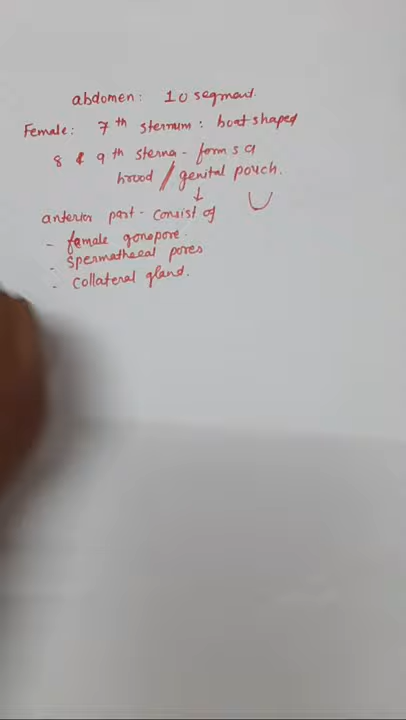 abdomen: 10 segment.
Female: 7th sternum: boat shaped
8 & 9th sterna - forms a
hood / genital pouch.
↓
anterior part - consist of
- female gonopore.
- spermathecal pores
- collateral gland.